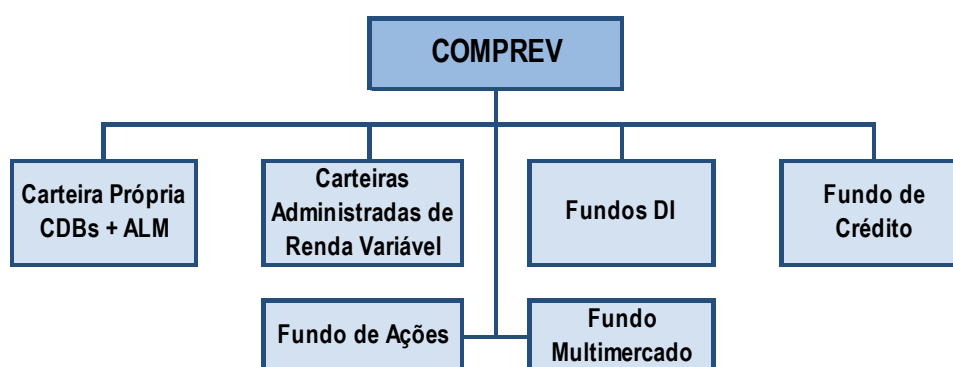 COMPREV
Carteira Própria
CDBs + ALM
Carteiras
Administradas de
Renda Variável
Fundos DI
Fundo de
Crédito
Fundo de Ações
Fundo
Multimercado